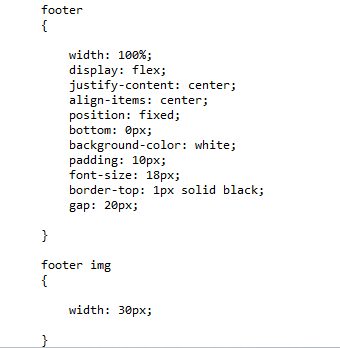 footer
{
width: 100%;
display: flex;
justify-content: center;
align-items: center;
position: fixed;
bottom: 0px;
background-color: white;
padding: 10px;
font-size: 18px;
border-top: 1px solid black;
gap: 20px;
}
footer img
{
width: 30px;
}